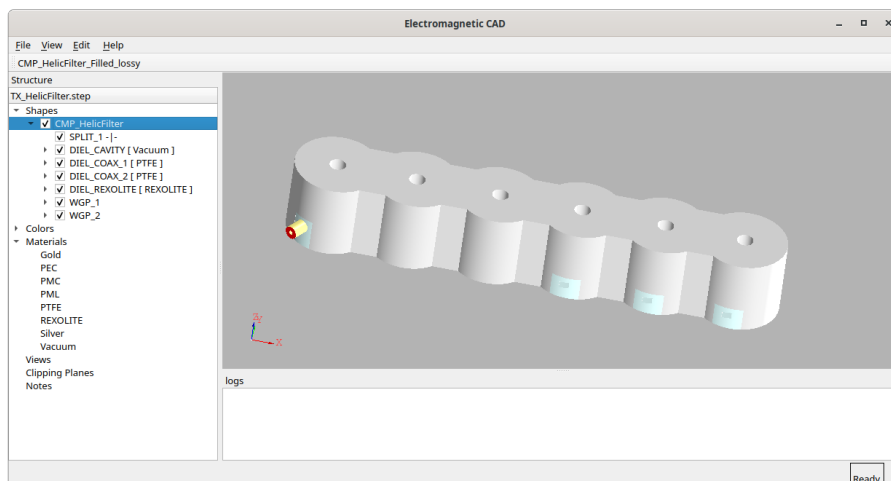 Electromagnetic CAD
File View Edit Help
CMP_HelicFilter_Filled_lossy
Structure
TX_HelicFilter.step
Shapes
CMP_HelicFilter
SPLIT_1 -|-
DIEL_CAVITY [ Vacuum ]
DIEL_COAX_1 [ PTFE ]
DIEL_COAX_2 [ PTFE ]
DIEL_REXOLITE [ REXOLITE ]
WGP_1
WGP_2
Colors
Materials
Gold
PEC
PMC
PML
PTFE
REXOLITE
Silver
Vacuum
Views
Clipping Planes
Notes
X
logs
Ready